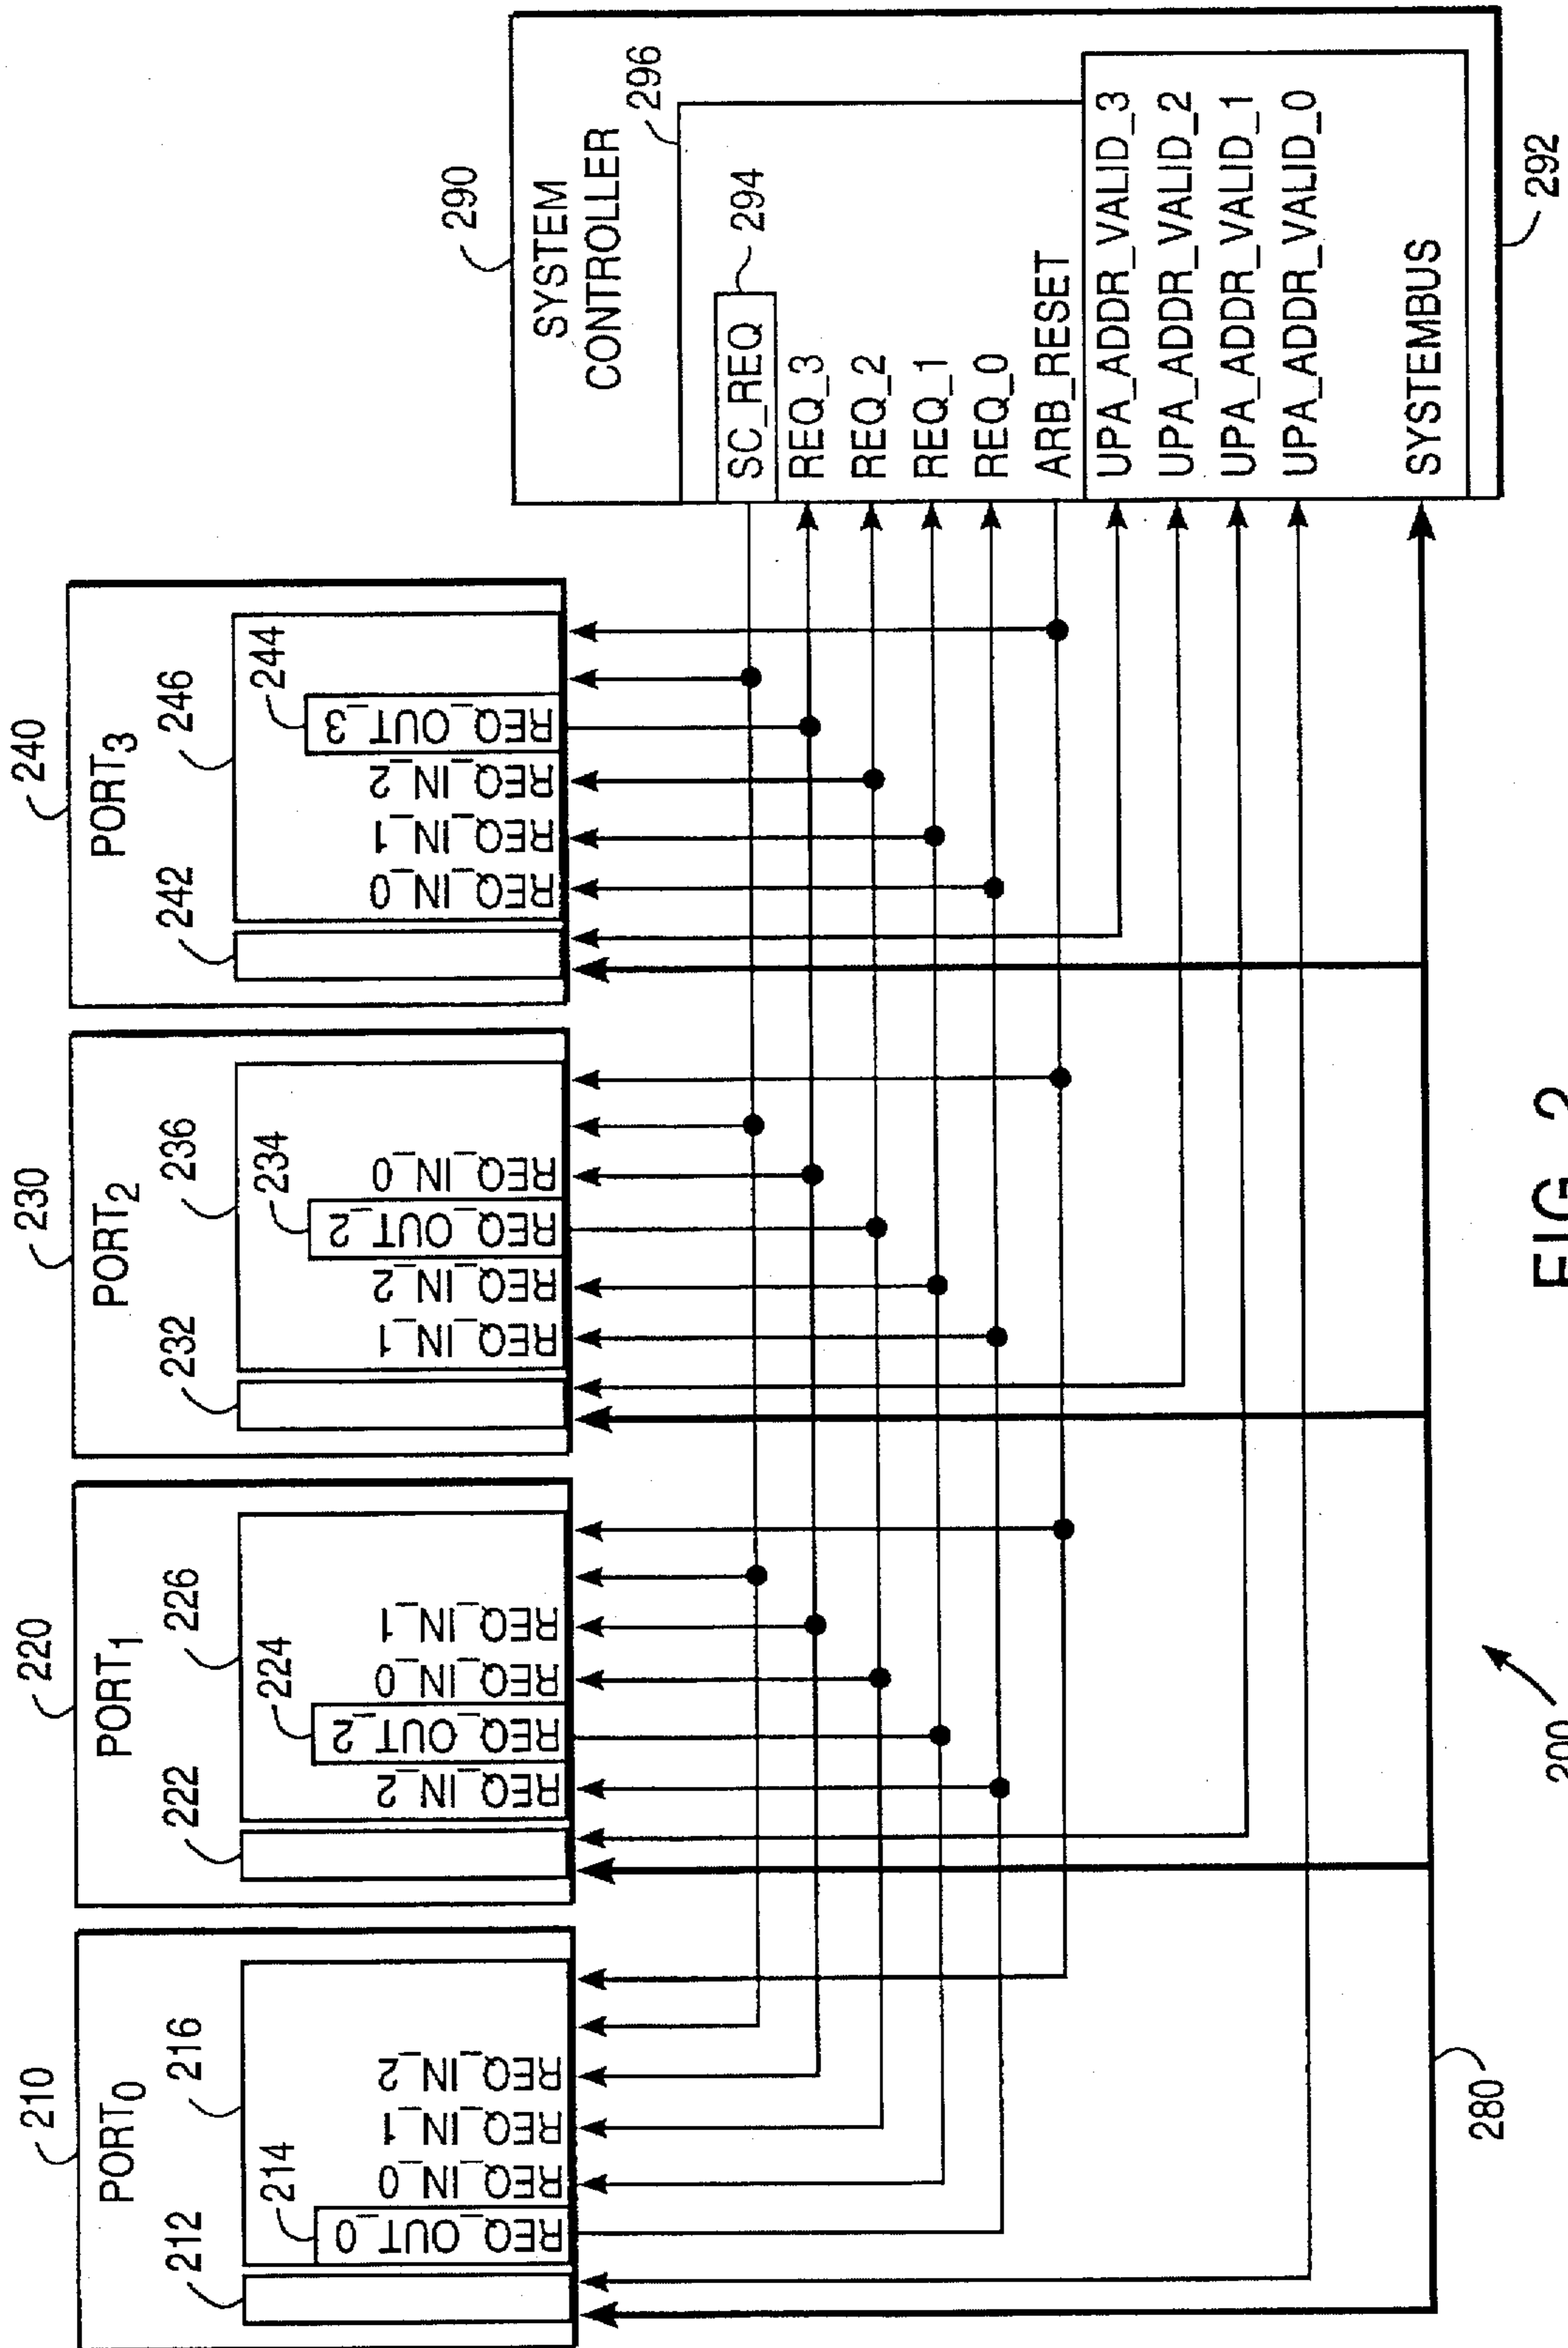 210
PORT0
212
214
216
REQ_OUT_0
REQ_IN_0
REQ_IN_1
REQ_IN_2
220
PORT1
222
224
226
REQ_IN_2
REQ_OUT_2
REQ_IN_0
REQ_IN_1
230
PORT2
232
234
236
REQ_IN_1
REQ_IN_2
REQ_OUT_2
REQ_IN_0
240
PORT3
242
246
244
REQ_IN_0
REQ_IN_1
REQ_IN_2
REQ_OUT_3
290
SYSTEM
CONTROLLER
296
294
SC_REQ
REQ_3
REQ_2
REQ_1
REQ_0
ARB_RESET
UPA_ADDR_VALID_3
UPA_ADDR_VALID_2
UPA_ADDR_VALID_1
UPA_ADDR_VALID_0
SYSTEMBUS
292
280
200
FIG. 2